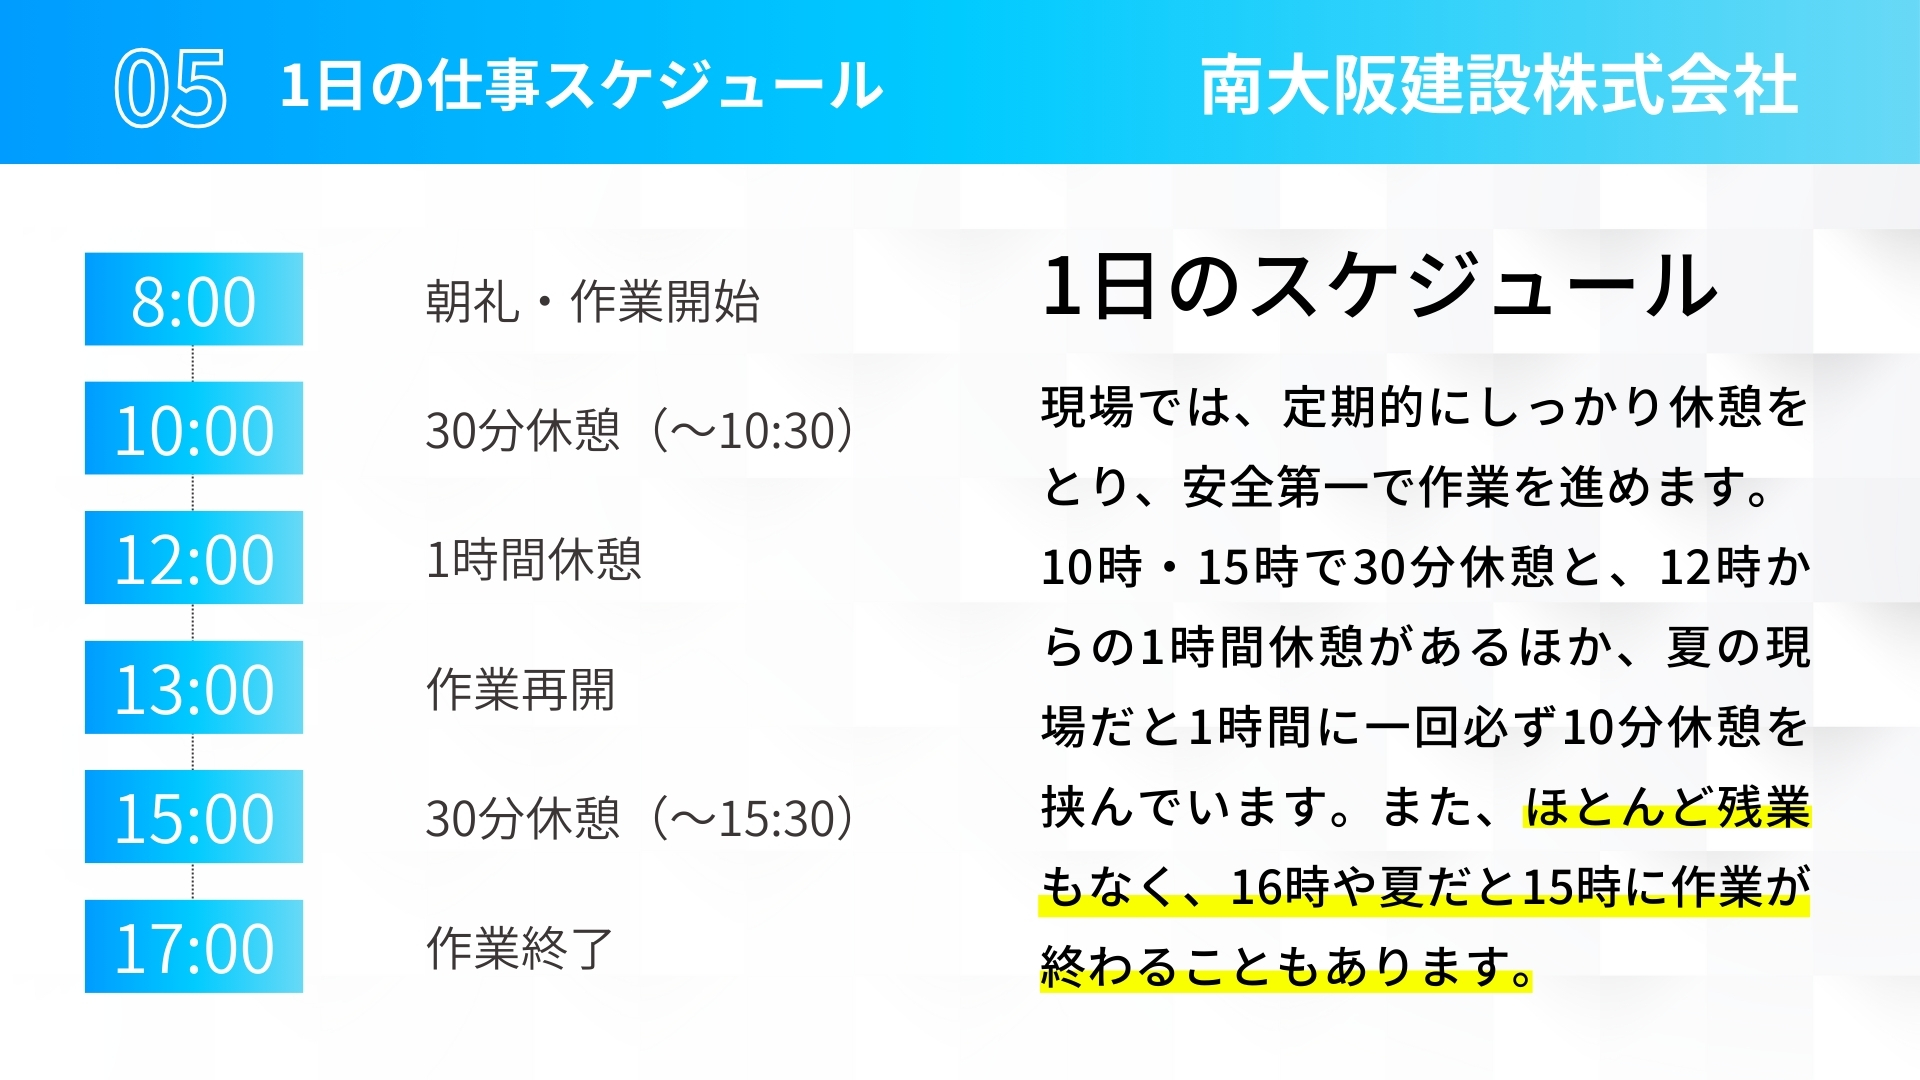 05 1日の仕事スケジュール 南大阪建設株式会社
8:00 朝礼・作業開始
10:00 30分休憩（～10:30）
12:00 1時間休憩
13:00 作業再開
15:00 30分休憩（～15:30）
17:00 作業終了
1日のスケジュール
現場では、定期的にしっかり休憩を
とり、安全第一で作業を進めます。
10時・15時で30分休憩と、12時か
らの1時間休憩があるほか、夏の現
場だと1時間に一回必ず10分休憩を
挟んでいます。また、ほとんど残業
もなく、16時や夏だと15時に作業が
終わることもあります。